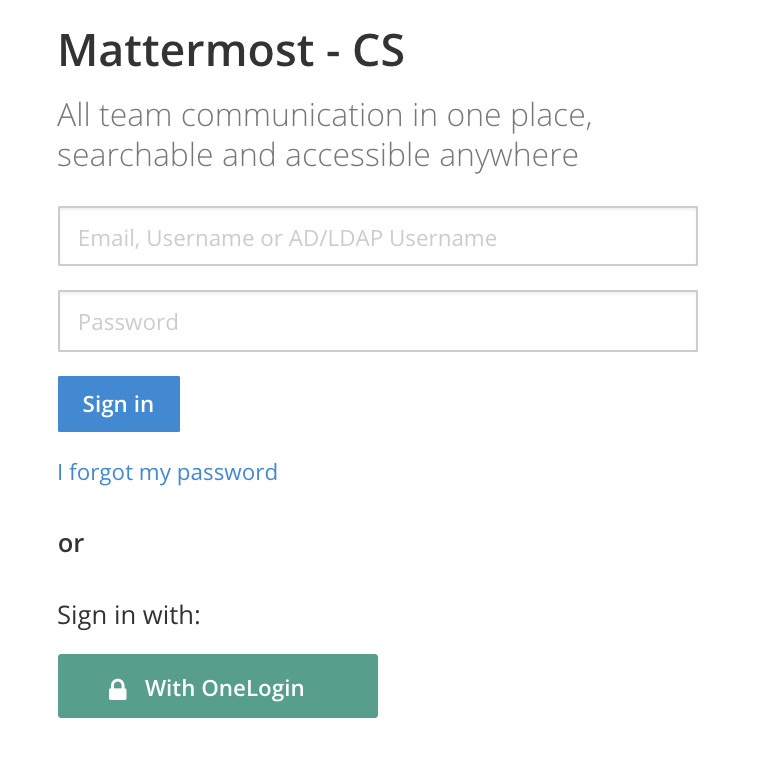 Mattermost - CS
All team communication in one place,
searchable and accessible anywhere
Email, Username or AD/LDAP Username
Password
Sign in
I forgot my password
or
Sign in with:
With OneLogin